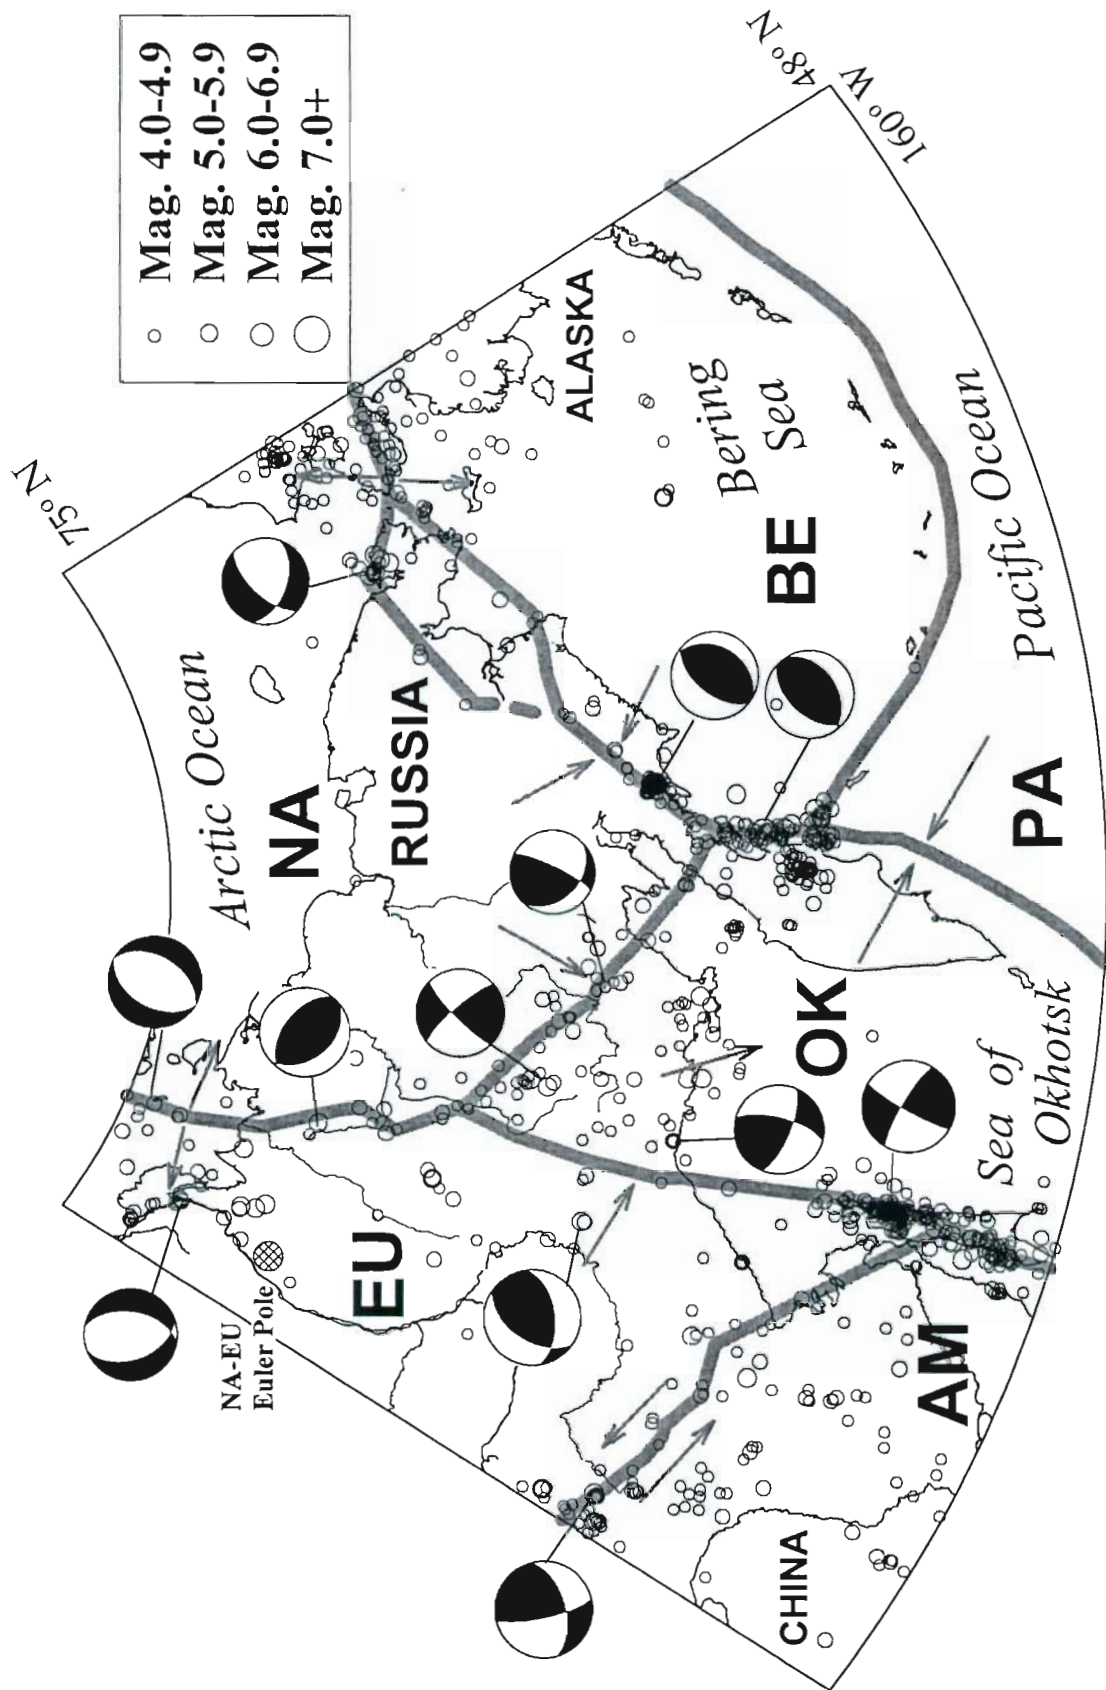 Mag. 4.0-4.9
Mag. 5.0-5.9
Mag. 6.0-6.9
Mag. 7.0+
75° N
48° N
160° W
Arctic Ocean
NA
RUSSIA
ALASKA
Bering
Sea
BE
Pacific Ocean
PA
EU
NA-EU
Euler Pole
OK
Sea of
Okhotsk
AM
CHINA